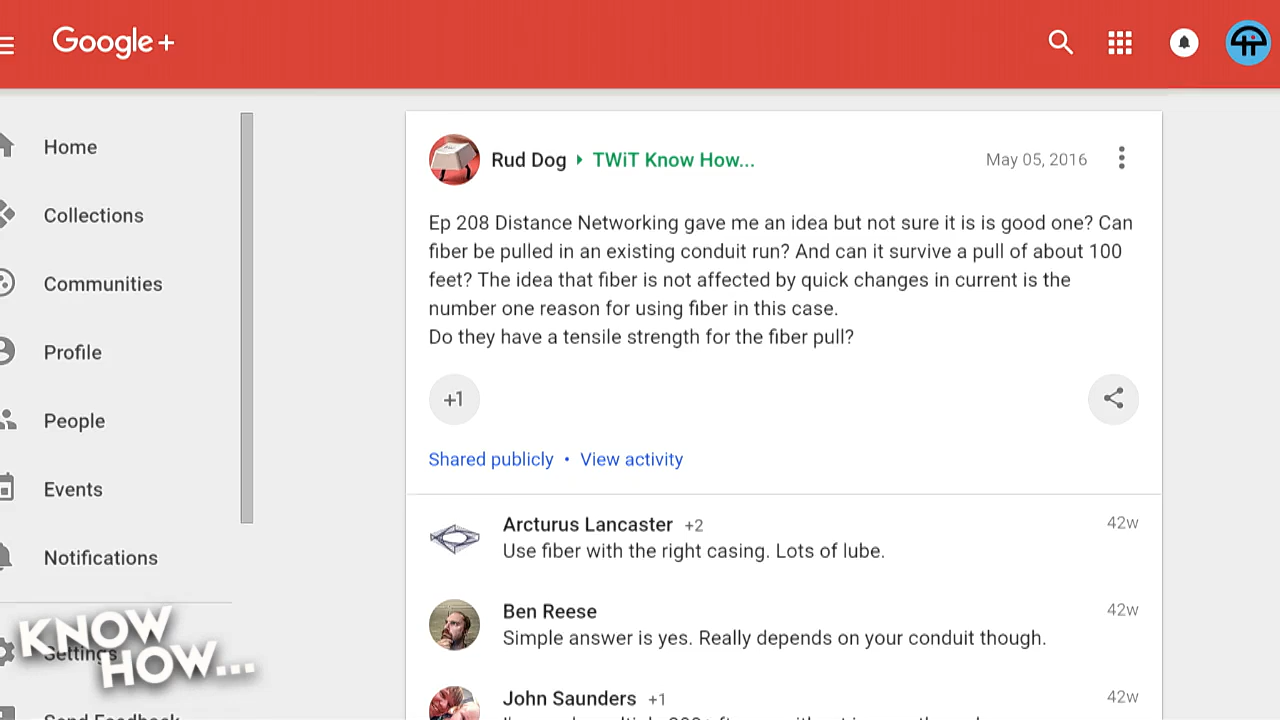 Google+
Home
Collections
Communities
Profile
People
Events
Notifications
Settings
Send Feedback
KNOW
HOW...
Rud Dog TWiT Know How... May 05, 2016
Ep 208 Distance Networking gave me an idea but not sure it is is good one? Can
fiber be pulled in an existing conduit run? And can it survive a pull of about 100
feet? The idea that fiber is not affected by quick changes in current is the
number one reason for using fiber in this case.
Do they have a tensile strength for the fiber pull?
+1
Shared publicly • View activity
Arcturus Lancaster +2 42w
Use fiber with the right casing. Lots of lube.
Ben Reese 42w
Simple answer is yes. Really depends on your conduit though.
John Saunders +1 42w